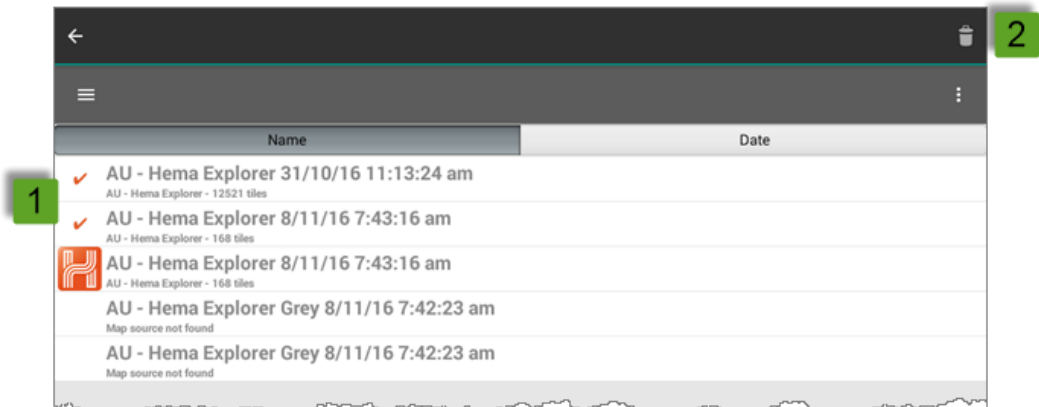 2
Name Date
AU - Hema Explorer 31/10/16 11:13:24 am
AU - Hema Explorer - 12521 tiles
1
AU - Hema Explorer 8/11/16 7:43:16 am
AU - Hema Explorer - 168 tiles
AU - Hema Explorer 8/11/16 7:43:16 am
AU - Hema Explorer - 168 tiles
AU - Hema Explorer Grey 8/11/16 7:42:23 am
Map source not found
AU - Hema Explorer Grey 8/11/16 7:42:23 am
Map source not found